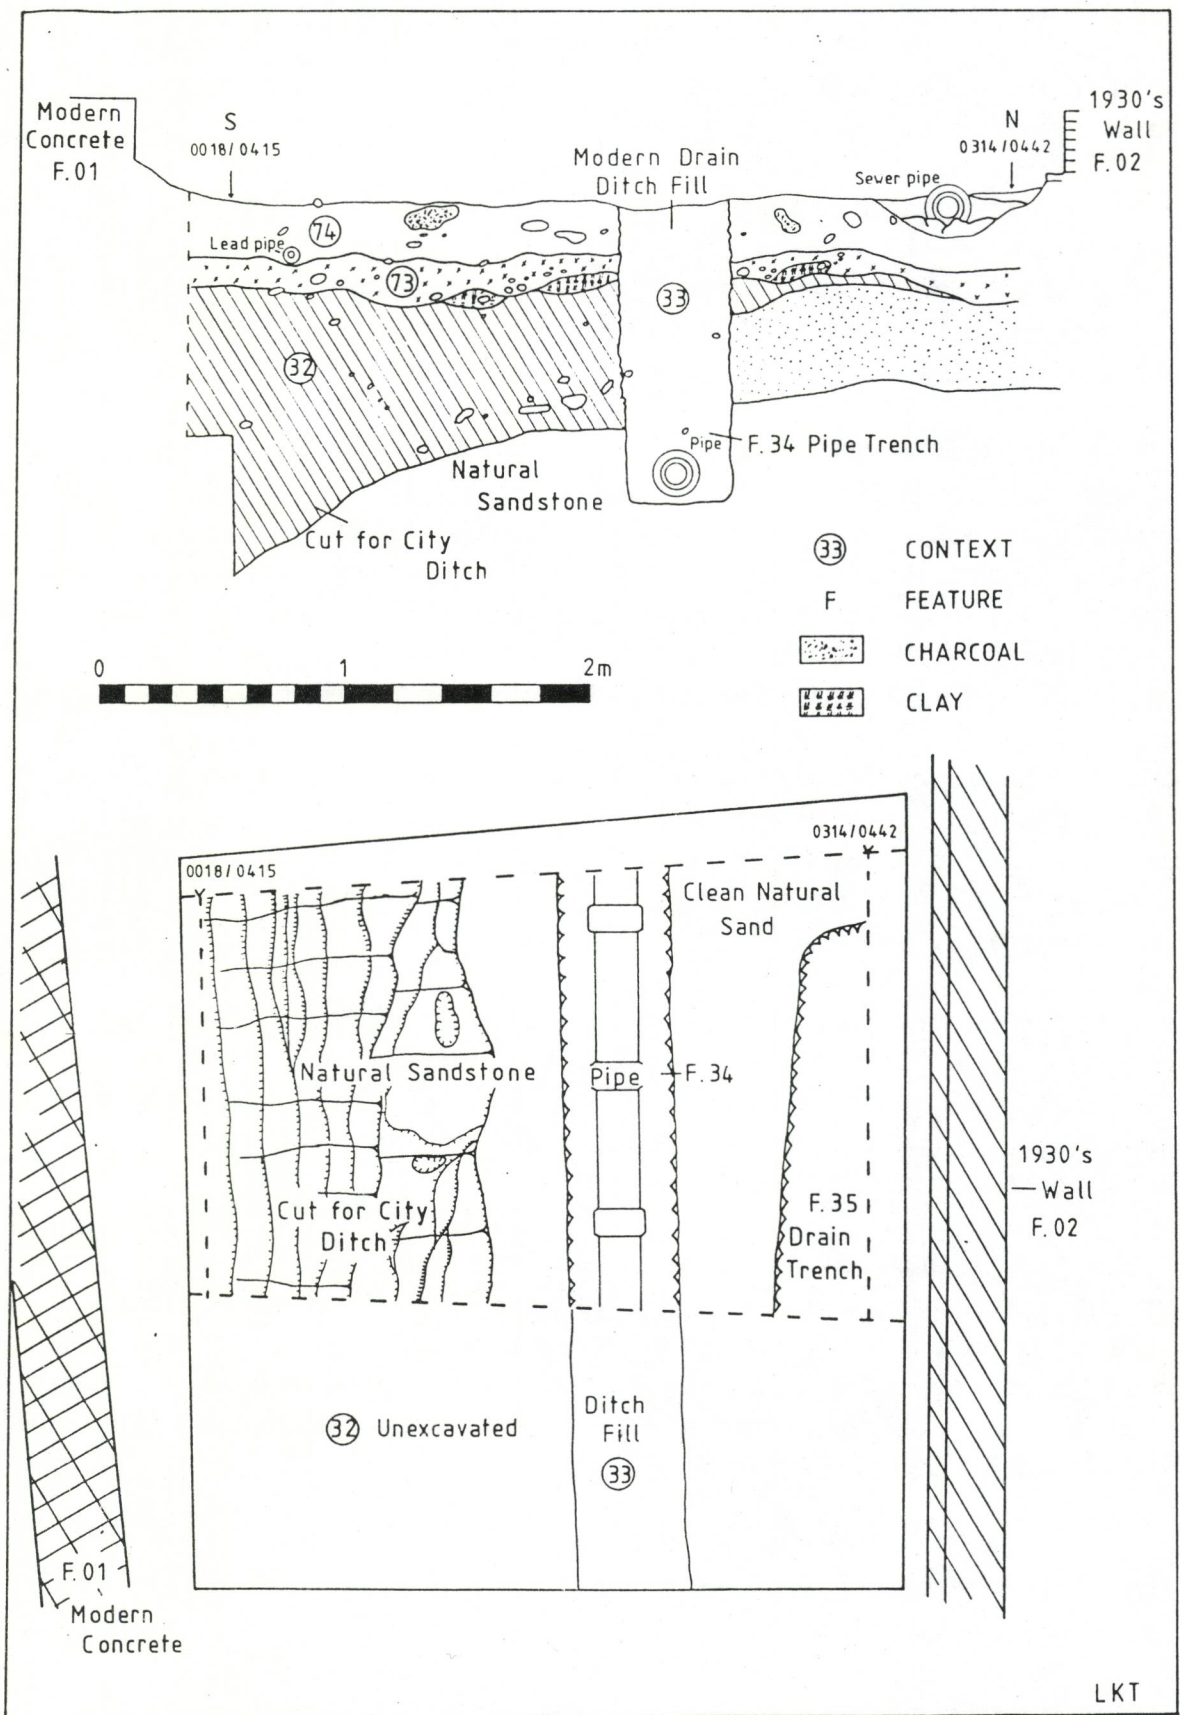 Modern
Concrete
F.01
S
0018/0415
Modern Drain
Ditch Fill
N
0314/0442
1930's
Wall
F.02
Sewer pipe
74
Lead pipe
73
33
32
Pipe
F.34 Pipe Trench
Natural
Sandstone
Cut for City
Ditch
33 CONTEXT
F FEATURE
CHARCOAL
CLAY
0 1 2m
0018/0415
0314/0442
Clean Natural
Sand
Natural Sandstone
Pipe
F.34
Cut for City
Ditch
F.35
Drain
Trench
1930's
Wall
F.02
32 Unexcavated
Ditch
Fill
33
F.01
Modern
Concrete
LKT